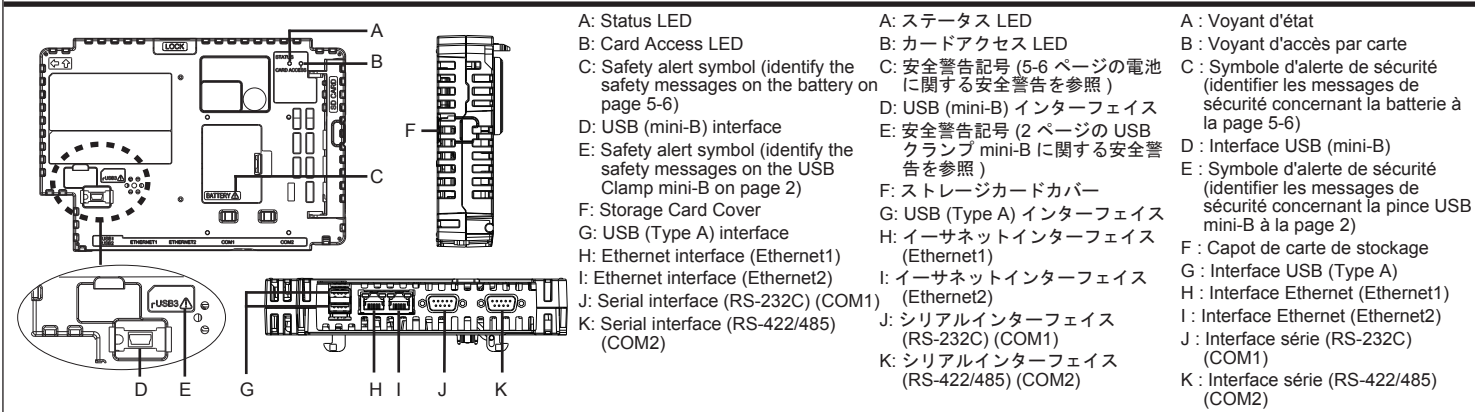 LOCK
STATUS
CARD ACCESS
SD CARD
USB3
BATTERY
USB1
USB2
ETHERNET1
ETHERNET2
COM1
COM2
A
B
C
F
USB3
D
E
G
H
I
J
K
A: Status LED
B: Card Access LED
C: Safety alert symbol (identify the
safety messages on the battery on
page 5-6)
D: USB (mini-B) interface
E: Safety alert symbol (identify the
safety messages on the USB
Clamp mini-B on page 2)
F: Storage Card Cover
G: USB (Type A) interface
H: Ethernet interface (Ethernet1)
I: Ethernet interface (Ethernet2)
J: Serial interface (RS-232C) (COM1)
K: Serial interface (RS-422/485)
(COM2)
A: ステータス LED
B: カードアクセス LED
C: 安全警告記号 (5-6 ページの電池
に関する安全警告を参照 )
D: USB (mini-B) インターフェイス
E: 安全警告記号 (2 ページの USB
クランプ mini-B に関する安全警
告を参照 )
F: ストレージカードカバー
G: USB (Type A) インターフェイス
H: イーサネットインターフェイス
(Ethernet1)
I: イーサネットインターフェイス
(Ethernet2)
J: シリアルインターフェイス
(RS-232C) (COM1)
K: シリアルインターフェイス
(RS-422/485) (COM2)
A : Voyant d'état
B : Voyant d'accès par carte
C : Symbole d'alerte de sécurité
(identifier les messages de
sécurité concernant la batterie à
la page 5-6)
D : Interface USB (mini-B)
E : Symbole d'alerte de sécurité
(identifier les messages de
sécurité concernant la pince USB
mini-B à la page 2)
F : Capot de carte de stockage
G : Interface USB (Type A)
H : Interface Ethernet (Ethernet1)
I : Interface Ethernet (Ethernet2)
J : Interface série (RS-232C)
(COM1)
K : Interface série (RS-422/485)
(COM2)